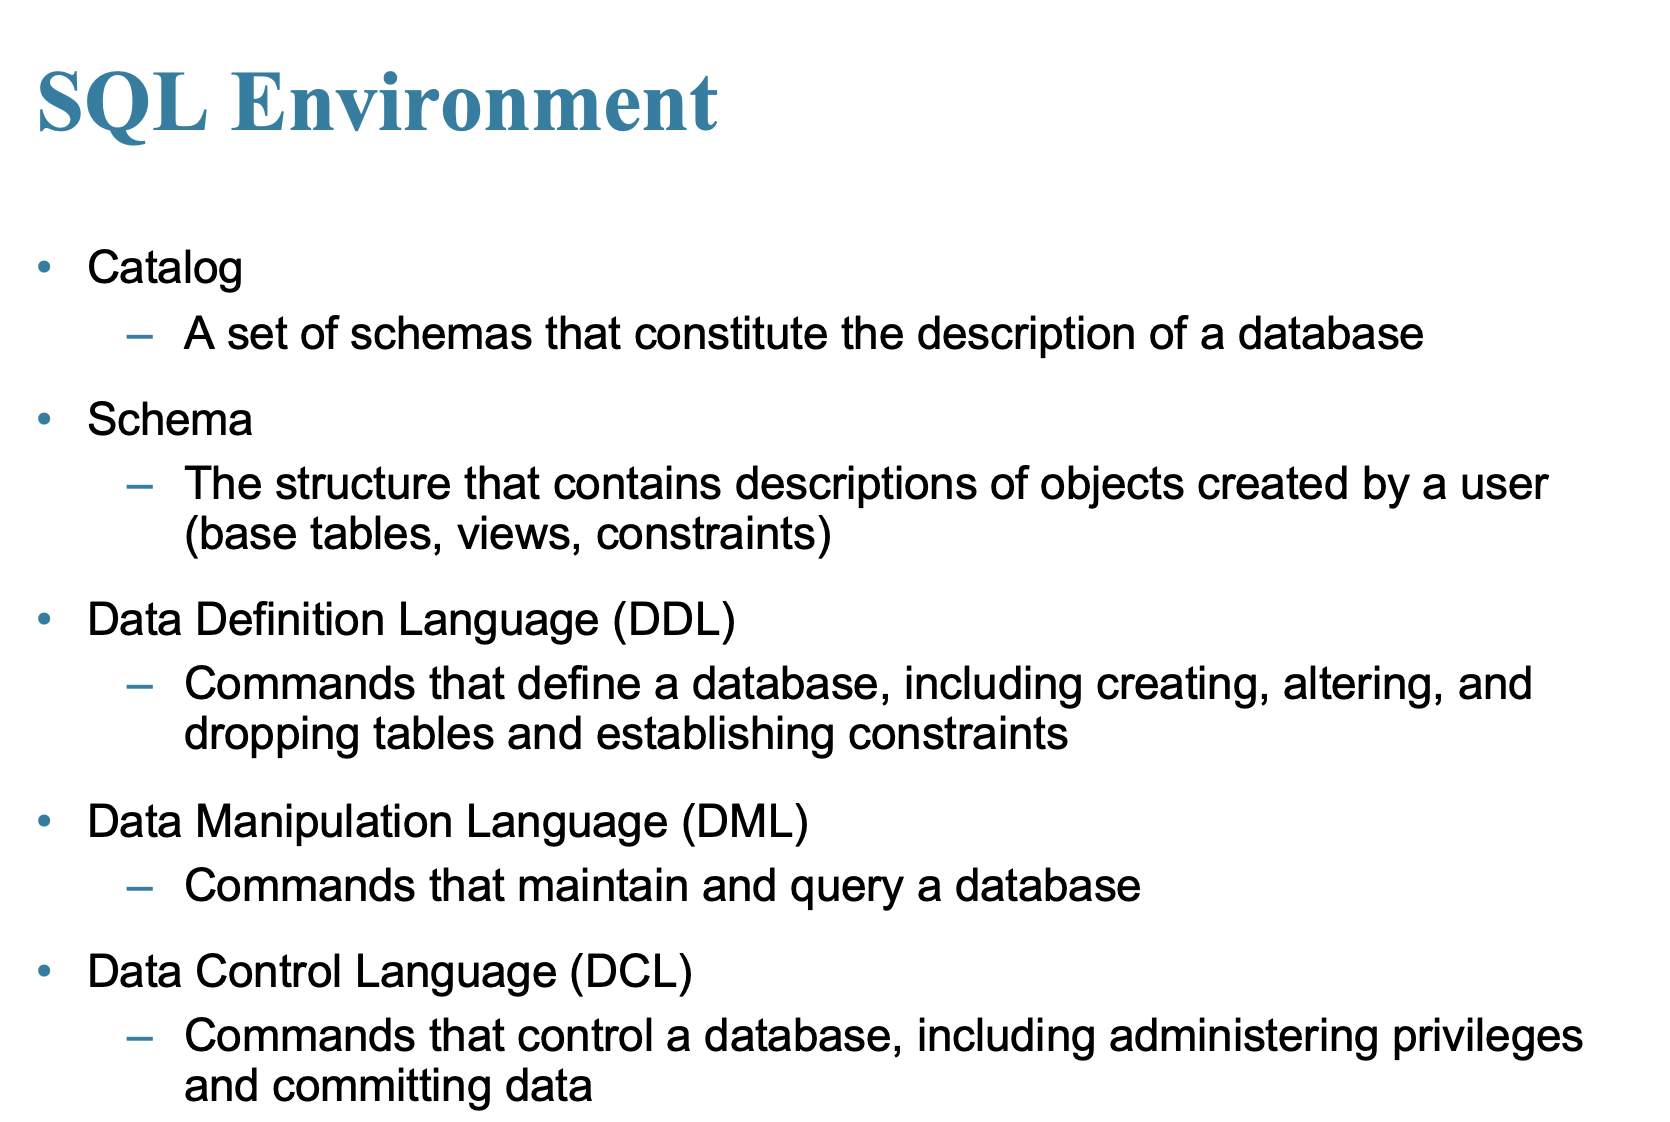 SQL Environment
• Catalog
– A set of schemas that constitute the description of a database
• Schema
– The structure that contains descriptions of objects created by a user
(base tables, views, constraints)
• Data Definition Language (DDL)
– Commands that define a database, including creating, altering, and
dropping tables and establishing constraints
• Data Manipulation Language (DML)
– Commands that maintain and query a database
• Data Control Language (DCL)
– Commands that control a database, including administering privileges
and committing data